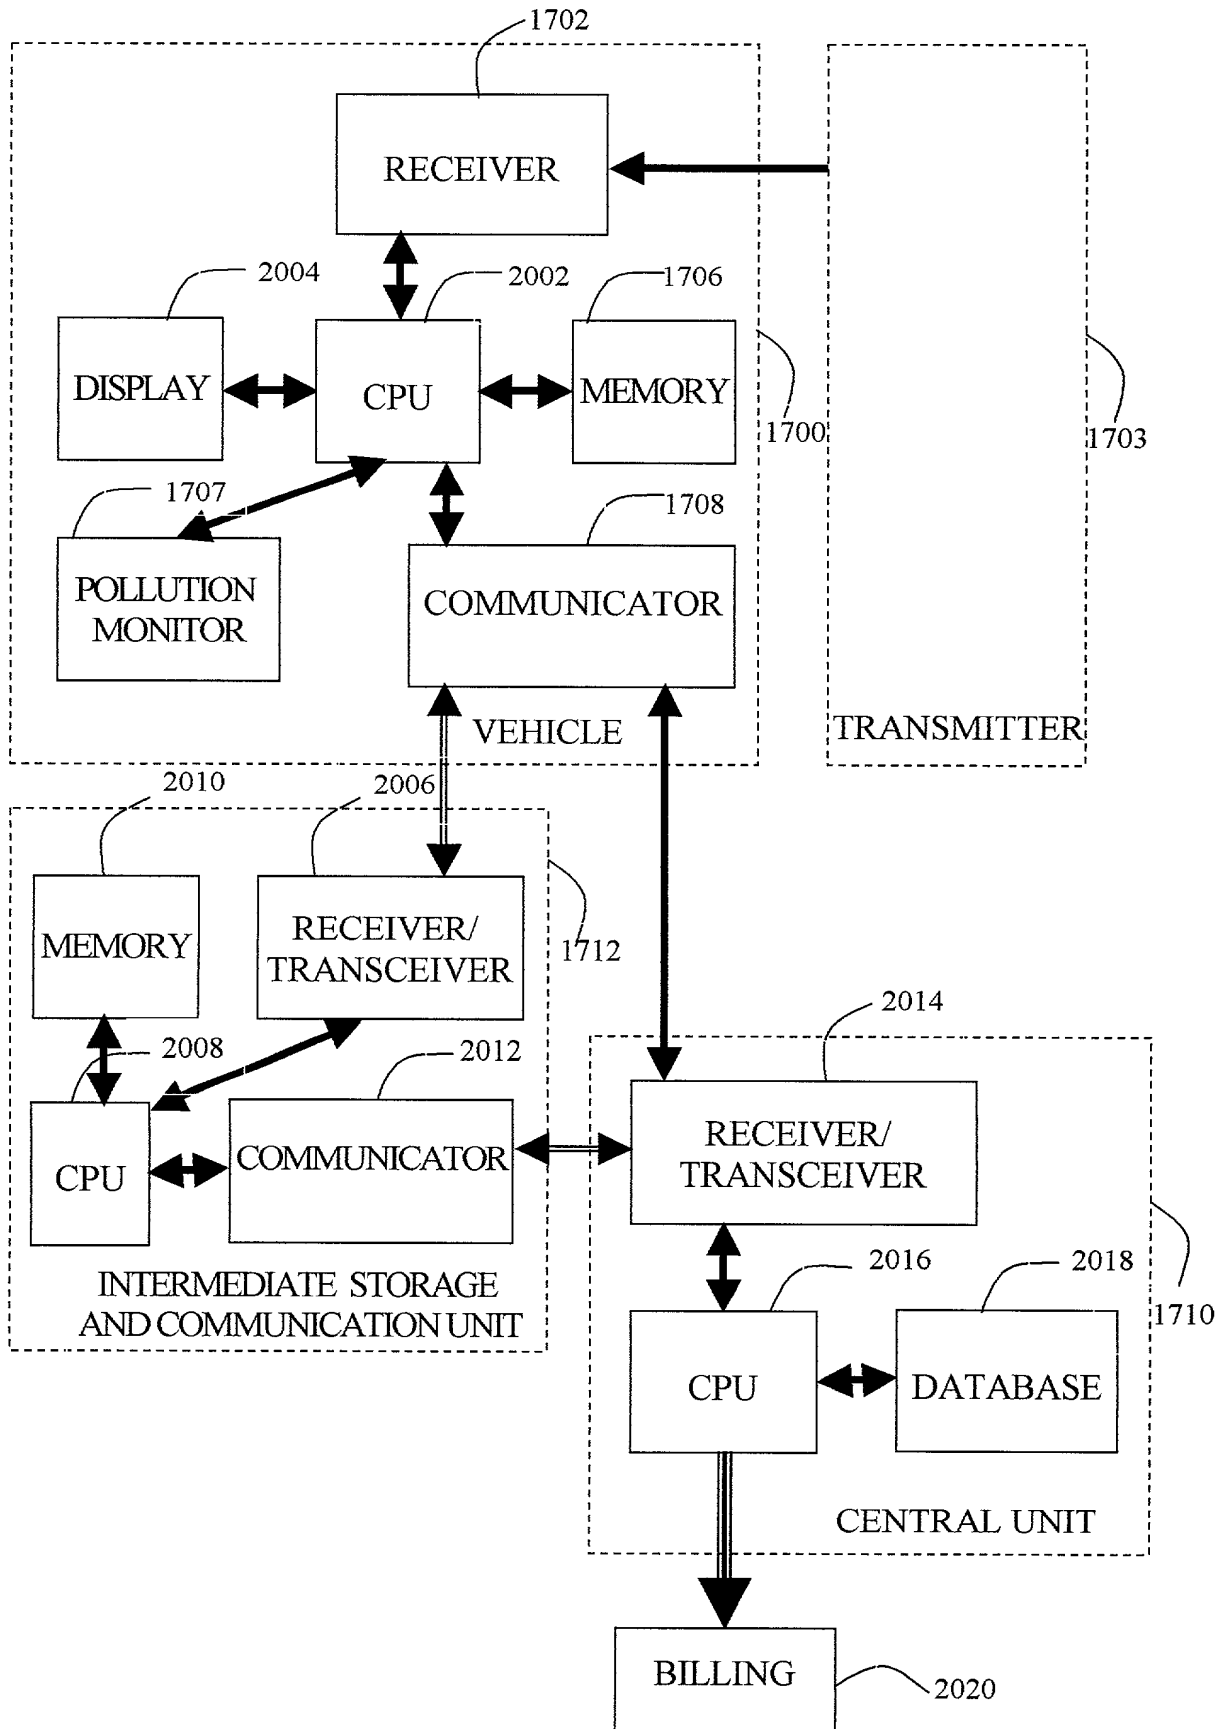 1702
RECEIVER
2004
2002
1706
DISPLAY
CPU
MEMORY
1700
1703
1707
1708
POLLUTION
MONITOR
COMMUNICATOR
VEHICLE
TRANSMITTER
2010
2006
MEMORY
RECEIVER/
TRANSCEIVER
1712
2008
2012
2014
CPU
COMMUNICATOR
RECEIVER/
TRANSCEIVER
INTERMEDIATE STORAGE
AND COMMUNICATION UNIT
2016
2018
1710
CPU
DATABASE
CENTRAL UNIT
BILLING
2020